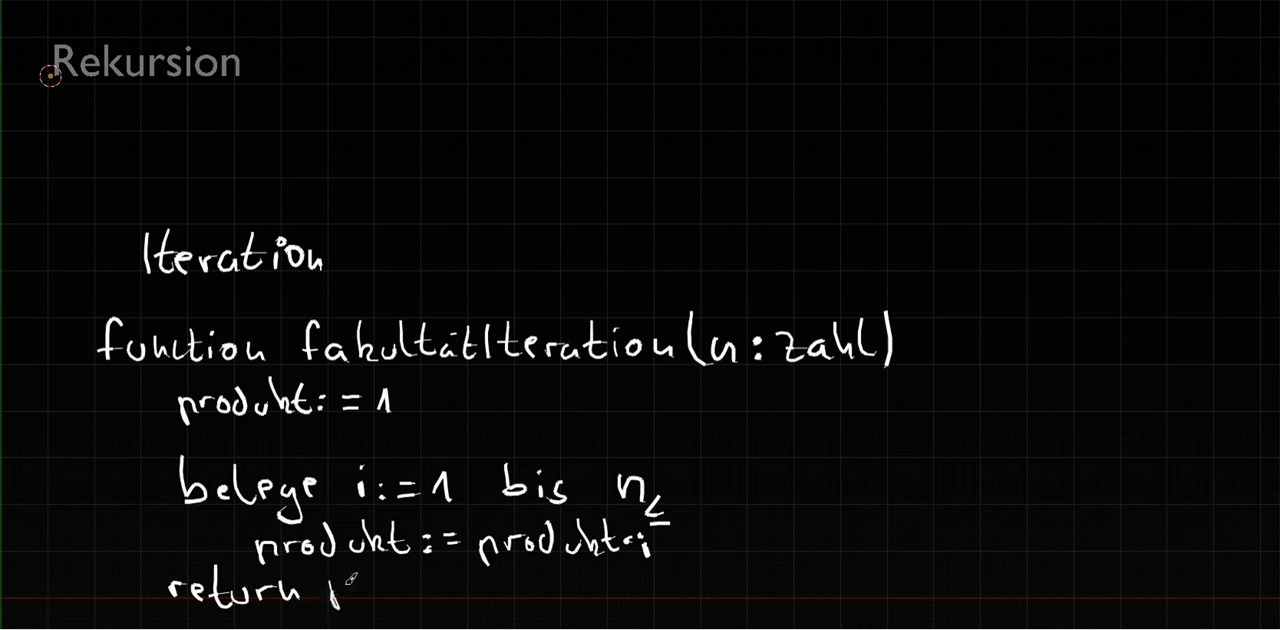 Rekursion
Iteration
function fakultätIteration(n:zahl)
produkt:=1
belege i:=1 bis n
≤
produkt:=produkt·i
return